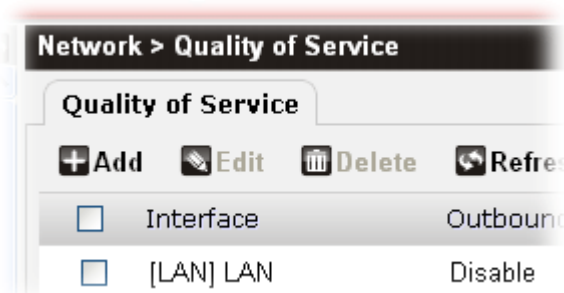 Network > Quality of Service
Quality of Service
Add Edit Delete
Interface
[LAN] LAN Disable